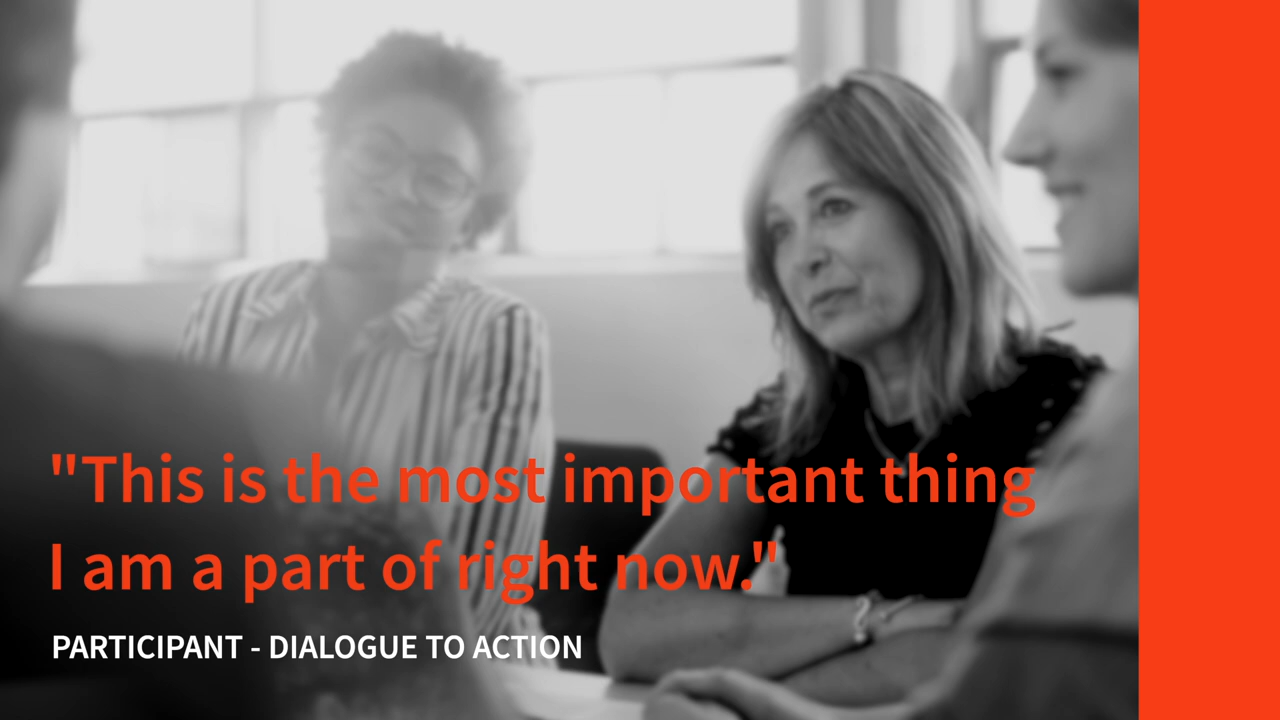 "This is the most important thing
I am a part of right now."
PARTICIPANT - DIALOGUE TO ACTION